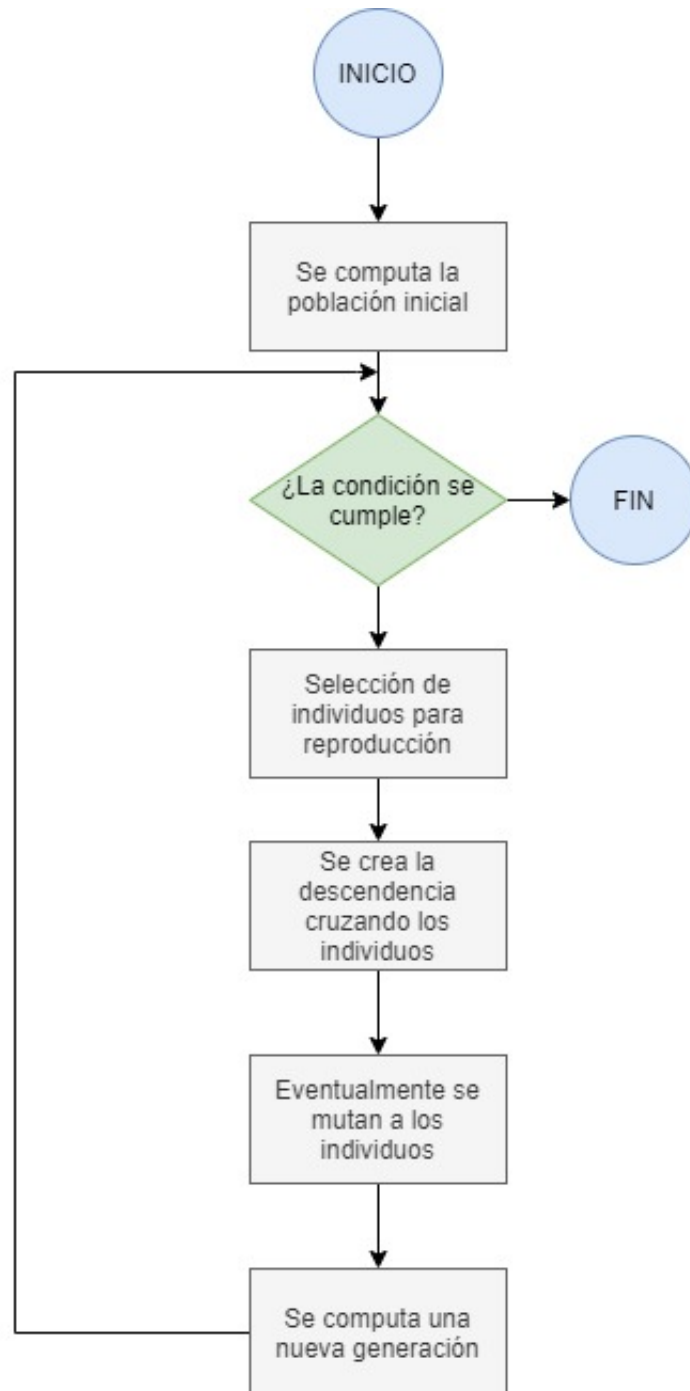 INICIO
Se computa la
población inicial
¿La condición se
cumple?
FIN
Selección de
individuos para
reproducción
Se crea la
descendencia
cruzando los
individuos
Eventualmente se
mutan a los
individuos
Se computa una
nueva generación